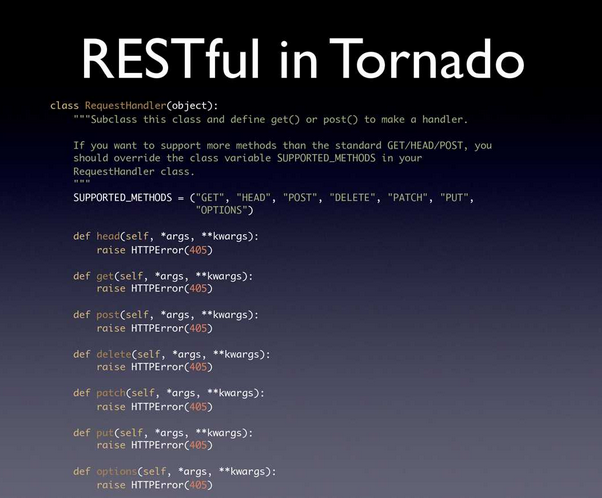 RESTful in Tornado
class RequestHandler(object):
    """Subclass this class and define get() or post() to make a handler.

    If you want to support more methods than the standard GET/HEAD/POST, you
    should override the class variable SUPPORTED_METHODS in your
    RequestHandler class.
    """
    SUPPORTED_METHODS = ("GET", "HEAD", "POST", "DELETE", "PATCH", "PUT",
                         "OPTIONS")

    def head(self, *args, **kwargs):
        raise HTTPError(405)

    def get(self, *args, **kwargs):
        raise HTTPError(405)

    def post(self, *args, **kwargs):
        raise HTTPError(405)

    def delete(self, *args, **kwargs):
        raise HTTPError(405)

    def patch(self, *args, **kwargs):
        raise HTTPError(405)

    def put(self, *args, **kwargs):
        raise HTTPError(405)

    def options(self, *args, **kwargs):
        raise HTTPError(405)